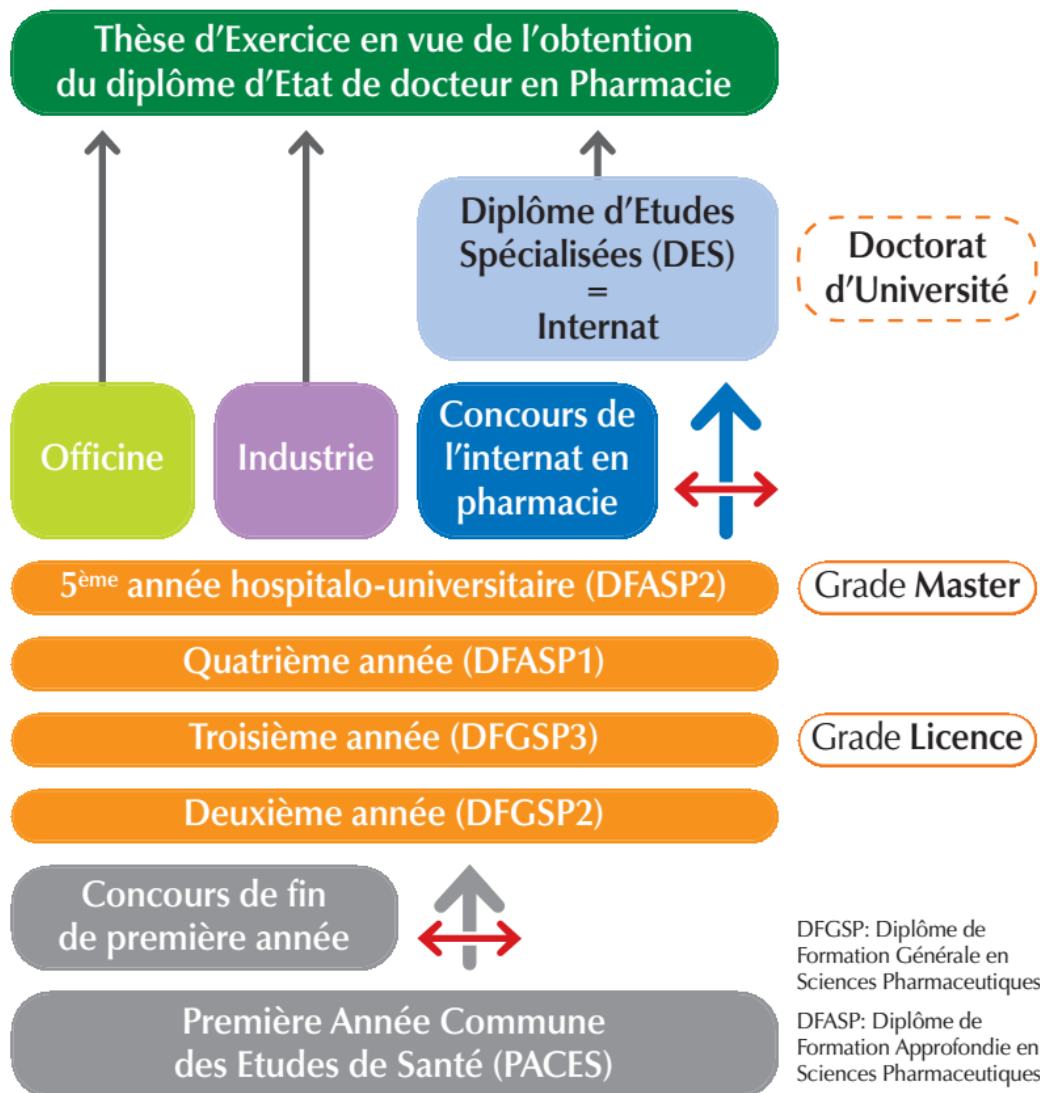 Thèse d’Exercice en vue de l’obtention
du diplôme d’Etat de docteur en Pharmacie
Diplôme d’Etudes
Spécialisées (DES)
=
Internat
Doctorat
d’Université
Officine
Industrie
Concours de
l’internat en
pharmacie
5ème année hospitalo-universitaire (DFASP2)
Grade Master
Quatrième année (DFASP1)
Troisième année (DFGSP3)
Grade Licence
Deuxième année (DFGSP2)
Concours de fin
de première année
DFGSP: Diplôme de
Formation Générale en
Sciences Pharmaceutiques
Première Année Commune
des Etudes de Santé (PACES)
DFASP: Diplôme de
Formation Approfondie en
Sciences Pharmaceutiques